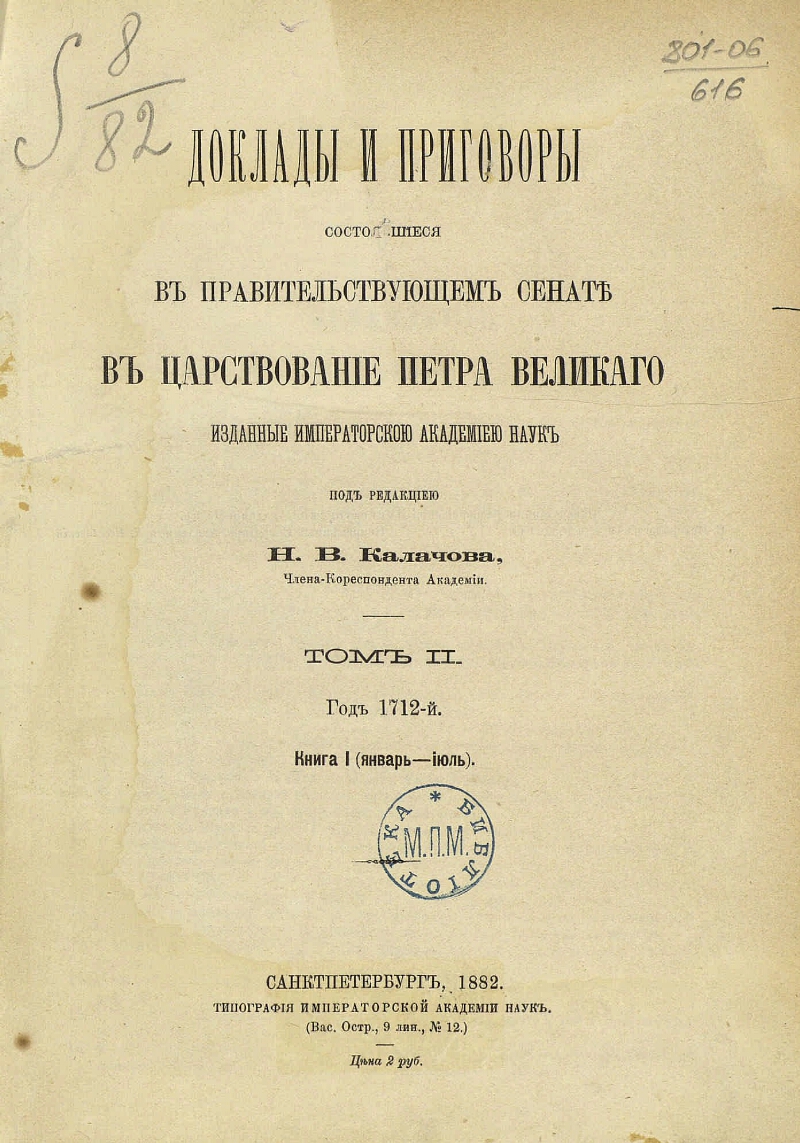 8
82
801-06
616
ДОКЛАДЫ И ПРИГОВОРЫ
ВЪ ПРАВИТЕЛЬСТВУЮЩЕМЪ СЕНАТѢ
ВЪ ЦАРСТВОВАНІЕ ПЕТРА ВЕЛИКАГО
ИЗДАННЫЕ ИМПЕРАТОРСКОЮ АКАДЕМІЕЮ НАУКЪ
ПОДЪ РЕДАКЦІЕЮ
Н. В. Калачова,
Члена-Кореспондента Академіи.
ТОМЪ II.
Годъ 1712-й.
Книга I (январь—іюль).
* БИБЛІОТЕКА
М.П.М.
САНКТПЕТЕРБУРГЪ, 1882.
ТИПОГРАФІЯ ИМПЕРАТОРСКОЙ АКАДЕМІИ НАУКЪ.
(Вас. Остр., 9 лин., № 12.)
Цѣна 2 руб.